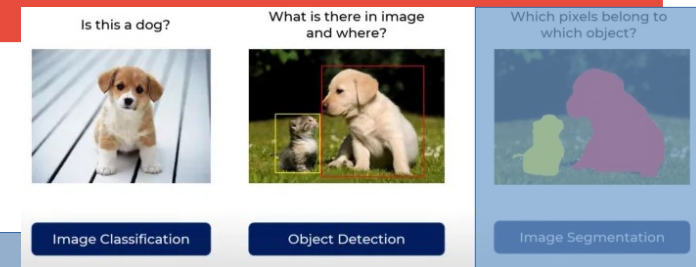 Is this a dog?
What is there in image
and where?
Which pixels belong to
which object?
Image Classification
Object Detection
Image Segmentation